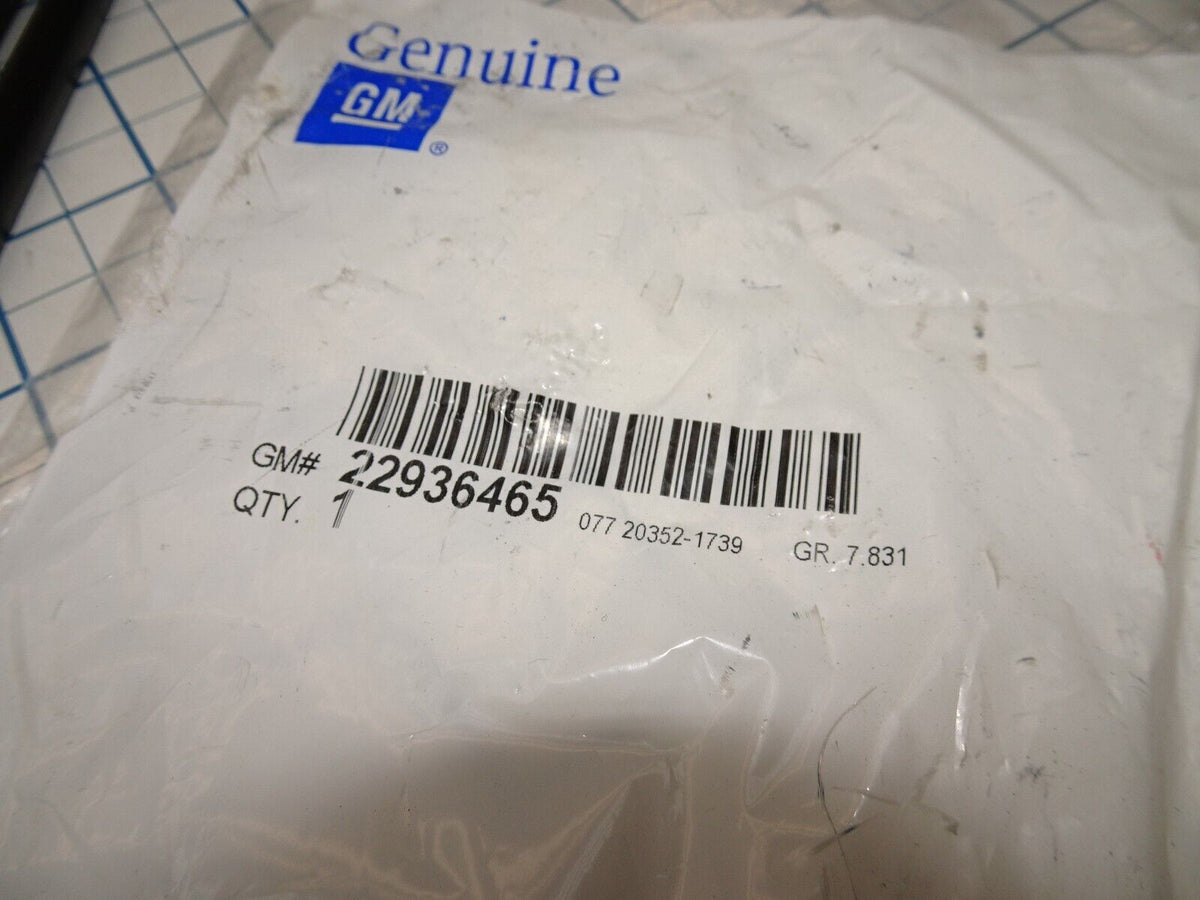 Genuine
GM ®
GM# 22936465
QTY. 1
077 20352-1739 GR. 7.831